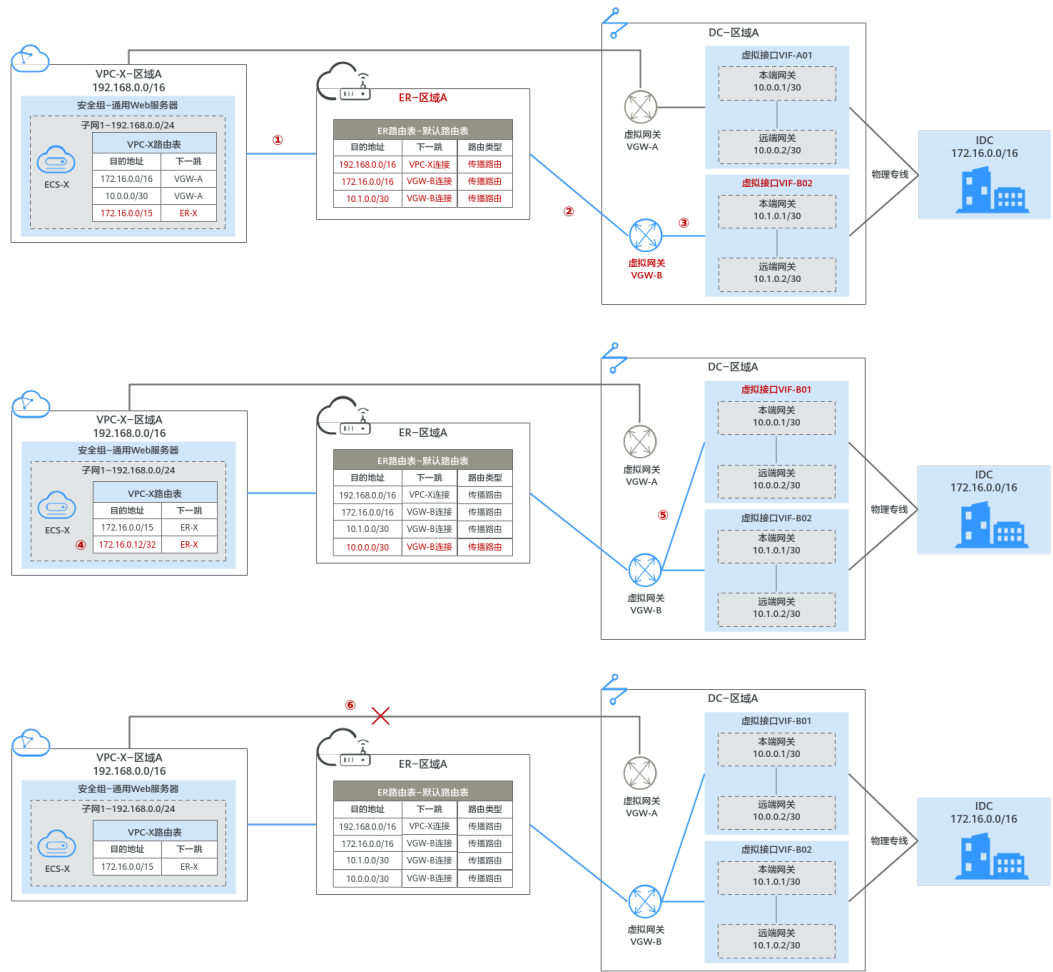 DC-区域A
VPC-X-区域A
192.168.0.0/16
安全组-通用Web服务器
子网1-192.168.0.0/24
ECS-X
VPC-X路由表
目的地址 下一跳
172.16.0.0/16 VGW-A
10.0.0.0/30 VGW-A
172.16.0.0/15 ER-X
①
ER-区域A
ER路由表-默认路由表
目的地址 下一跳 路由类型
192.168.0.0/16 VPC-X连接 传播路由
172.16.0.0/16 VGW-B连接 传播路由
10.1.0.0/30 VGW-B连接 传播路由
②
虚拟网关
VGW-A
③
虚拟网关
VGW-B
虚拟接口VIF-A01
本端网关
10.0.0.1/30
远端网关
10.0.0.2/30
虚拟接口VIF-B02
本端网关
10.1.0.1/30
远端网关
10.1.0.2/30
物理专线
IDC
172.16.0.0/16
DC-区域A
VPC-X-区域A
192.168.0.0/16
安全组-通用Web服务器
子网1-192.168.0.0/24
ECS-X
④
VPC-X路由表
目的地址 下一跳
172.16.0.0/15 ER-X
172.16.0.12/32 ER-X
ER-区域A
ER路由表-默认路由表
目的地址 下一跳 路由类型
192.168.0.0/16 VPC-X连接 传播路由
172.16.0.0/16 VGW-B连接 传播路由
10.1.0.0/30 VGW-B连接 传播路由
10.0.0.0/30 VGW-B连接 传播路由
虚拟网关
VGW-A
⑤
虚拟网关
VGW-B
虚拟接口VIF-B01
本端网关
10.0.0.1/30
远端网关
10.0.0.2/30
虚拟接口VIF-B02
本端网关
10.1.0.1/30
远端网关
10.1.0.2/30
物理专线
IDC
172.16.0.0/16
DC-区域A
⑥
VPC-X-区域A
192.168.0.0/16
安全组-通用Web服务器
子网1-192.168.0.0/24
ECS-X
VPC-X路由表
目的地址 下一跳
172.16.0.0/15 ER-X
ER-区域A
ER路由表-默认路由表
目的地址 下一跳 路由类型
192.168.0.0/16 VPC-X连接 传播路由
172.16.0.0/16 VGW-B连接 传播路由
10.1.0.0/30 VGW-B连接 传播路由
10.0.0.0/30 VGW-B连接 传播路由
虚拟网关
VGW-A
虚拟网关
VGW-B
虚拟接口VIF-B01
本端网关
10.0.0.1/30
远端网关
10.0.0.2/30
虚拟接口VIF-B02
本端网关
10.1.0.1/30
远端网关
10.1.0.2/30
物理专线
IDC
172.16.0.0/16